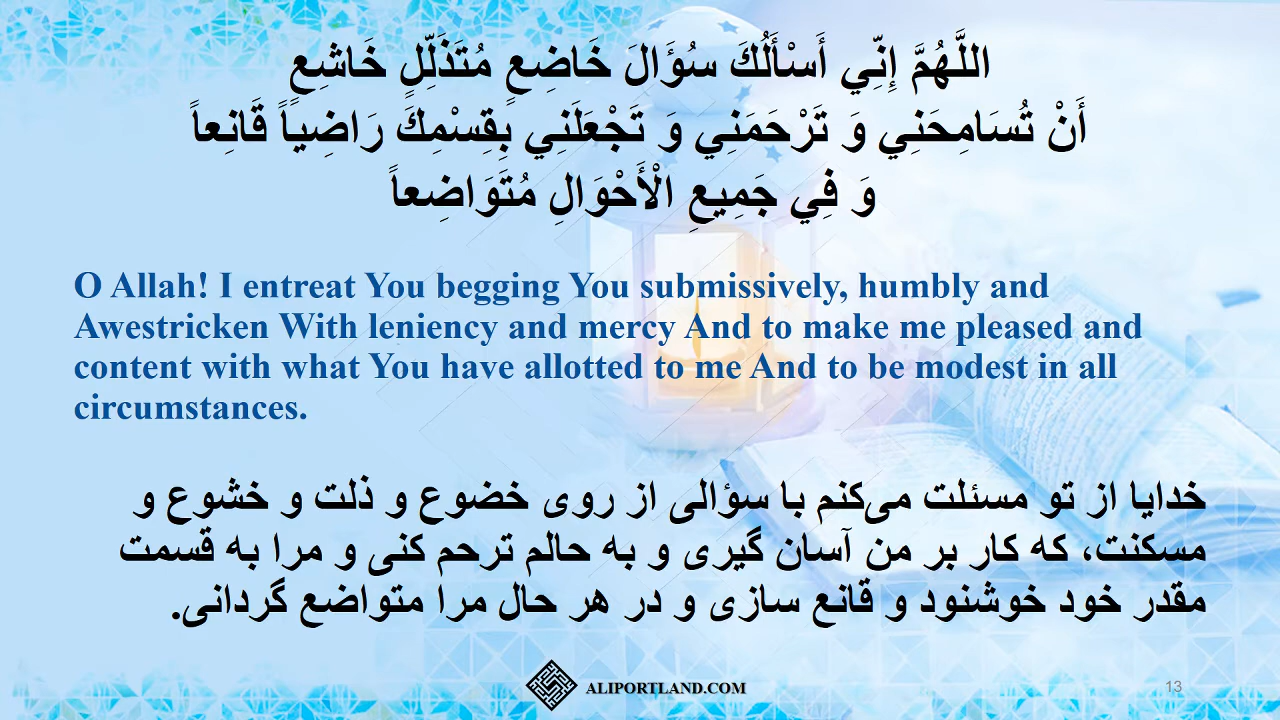 اللَّهُمَّ إِنِّي أَسْأَلُكَ سُؤَالَ خَاضِعٍ مُتَذَلِّلٍ خَاشِعٍ
أَنْ تُسَامِحَنِي وَ تَرْحَمَنِي وَ تَجْعَلَنِي بِقِسْمِكَ رَاضِياً قَانِعاً
وَ فِي جَمِيعِ الْأَحْوَالِ مُتَوَاضِعاً
O Allah! I entreat You begging You submissively, humbly and
Awestricken With leniency and mercy And to make me pleased and
content with what You have allotted to me And to be modest in all
circumstances.
خدایا از تو مسئلت می‌کنم با سؤالی از روی خضوع و ذلت و خشوع و
مسکنت، که کار بر من آسان گیری و به حالم ترحم کنی و مرا به قسمت
مقدر خود خوشنود و قانع سازی و در هر حال مرا متواضع گردانی.
ALIPORTLAND.COM
13